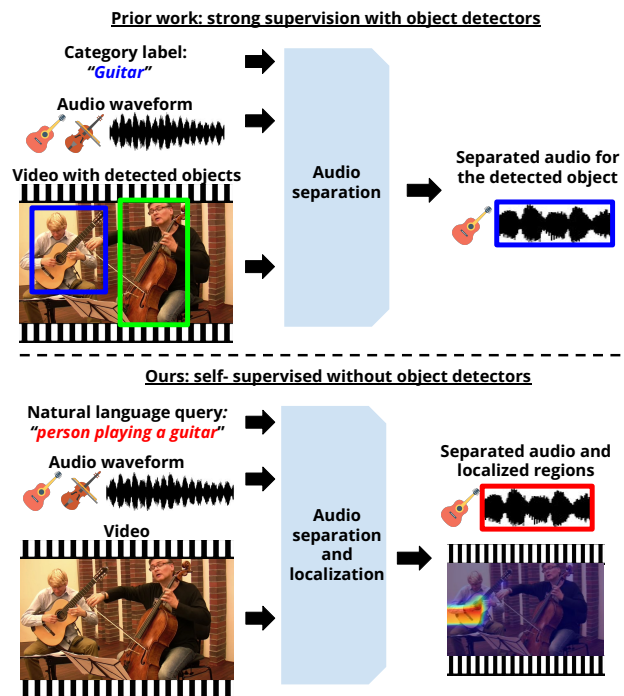 Prior work: strong supervision with object detectors
Category label:
“Guitar”
Audio waveform
Video with detected objects
Audio
separation
Separated audio for
the detected object
Ours: self- supervised without object detectors
Natural language query:
“person playing a guitar”
Audio waveform
Video
Audio
separation
and
localization
Separated audio and
localized regions